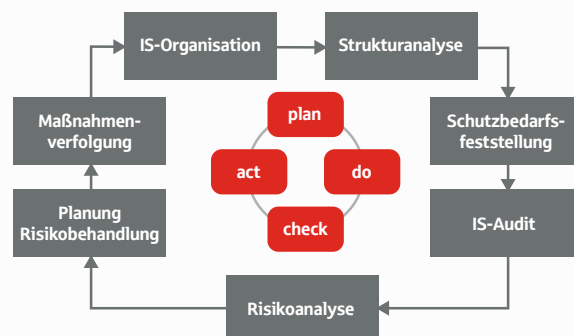 IS-Organisation
Strukturanalyse
Maßnahmen-
verfolgung
plan
Schutzbedarfs-
feststellung
act
do
Planung
Risikobehandlung
check
IS-Audit
Risikoanalyse